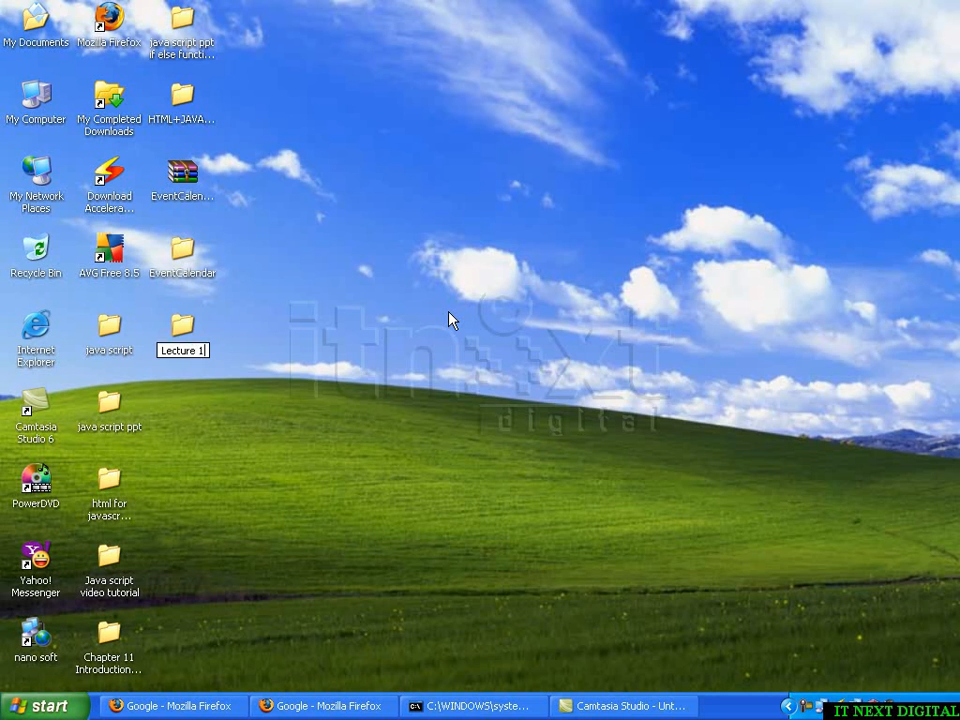 My Documents
Mozilla Firefox
java script ppt
if else functi...
My Computer
My Completed
Downloads
HTML+JAVA...
My Network
Places
Download
Accelera...
EventCalen...
Recycle Bin
AVG Free 8.5
EventCalendar
Internet
Explorer
java script
Lecture 1
Camtasia
Studio 6
java script ppt
PowerDVD
html for
javascr...
Yahoo!
Messenger
Java script
video tutorial
nano soft
Chapter 11
Introduction...
itnext
digital
start
Google - Mozilla Firefox
Google - Mozilla Firefox
C:\WINDOWS\syste...
Camtasia Studio - Unt...
IT NEXT DIGITAL